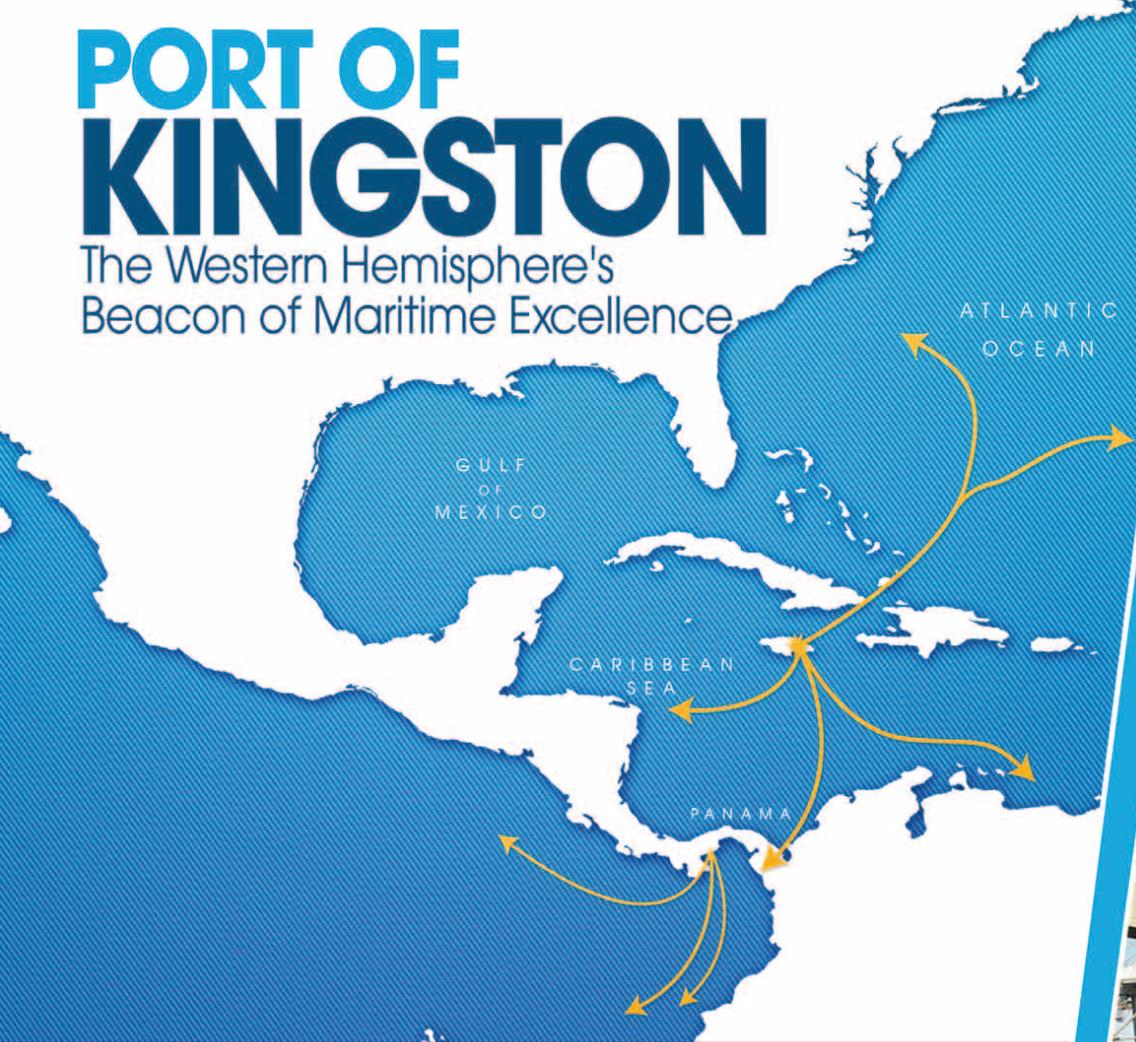 PORT OF
KINGSTON
The Western Hemisphere's
Beacon of Maritime Excellence
ATLANTIC
OCEAN
GULF
OF
MEXICO
CARIBBEAN
SEA
PANAMA